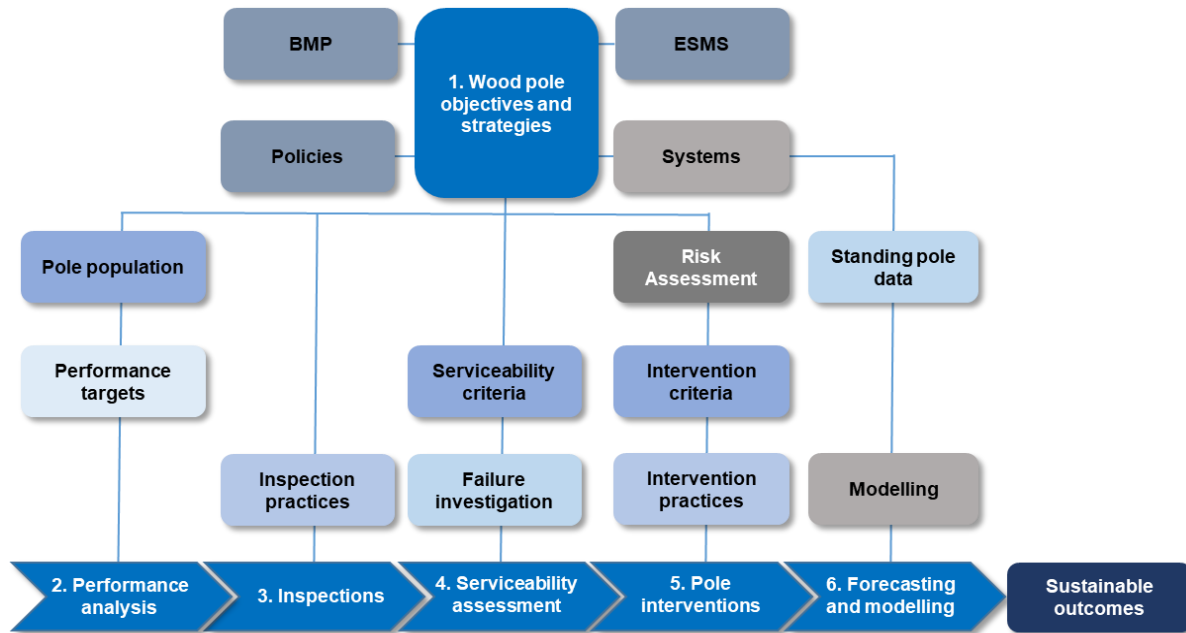 BMP
1. Wood pole
objectives and
strategies
ESMS
Policies
Systems
Pole population
Risk
Assessment
Standing pole
data
Performance
targets
Serviceability
criteria
Intervention
criteria
Inspection
practices
Failure
investigation
Intervention
practices
Modelling
2. Performance
analysis
3. Inspections
4. Serviceability
assessment
5. Pole
interventions
6. Forecasting
and modelling
Sustainable
outcomes